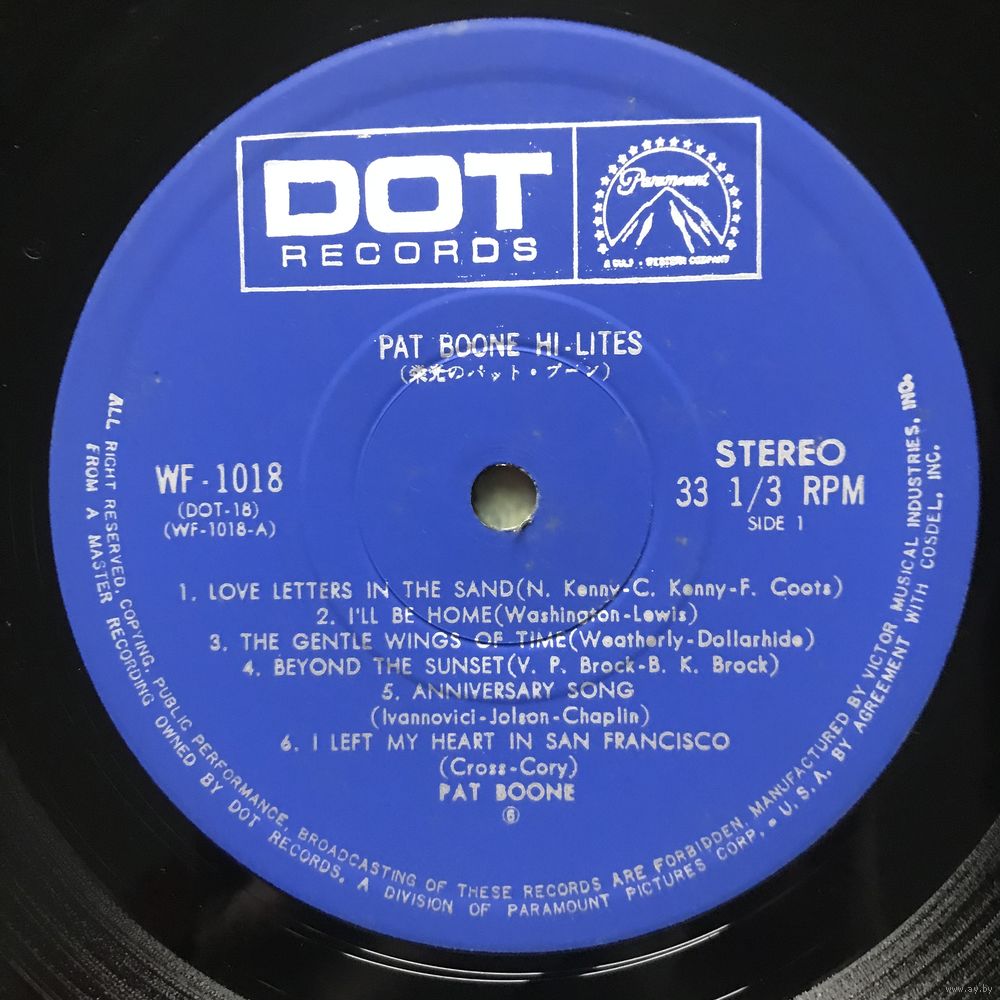 DOT
RECORDS
Paramount
A GULF + WESTERN COMPANY
PAT BOONE HI-LITES
(栄光のパット・ブーン)
WF-1018
(DOT-18)
(WF-1018-A)
STEREO
33 1/3 RPM
SIDE 1
1. LOVE LETTERS IN THE SAND(N. Kenny-C. Kenny-F. Coots)
2. I'LL BE HOME(Washington-Lewis)
3. THE GENTLE WINGS OF TIME(Weatherly-Dollarhide)
4. BEYOND THE SUNSET(V. P. Brock-B. K. Brock)
5. ANNIVERSARY SONG
(Ivannovici-Jolson-Chaplin)
6. I LEFT MY HEART IN SAN FRANCISCO
(Cross-Cory)
PAT BOONE
⑥
ALL RIGHT RESERVED, COPYING, PUBLIC PERFORMANCE, BROADCASTING OF THESE RECORDS ARE FORBIDDEN, MANUFACTURED BY VICTOR MUSICAL INDUSTRIES, INC.
FROM A MASTER RECORDING OWNED BY DOT RECORDS, A DIVISION OF PARAMOUNT PICTURES CORP. • U. S. A. BY AGREEMENT WITH COSDEL, INC.
www.ay.by